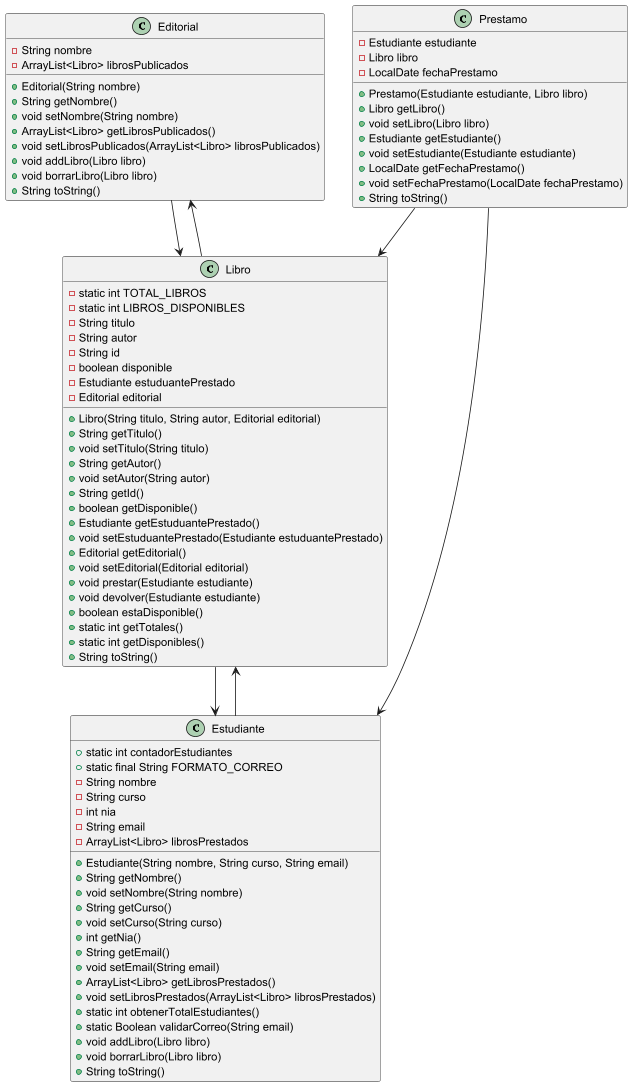 C Editorial
String nombre
ArrayList<Libro> librosPublicados
Editorial(String nombre)
String getNombre()
void setNombre(String nombre)
ArrayList<Libro> getLibrosPublicados()
void setLibrosPublicados(ArrayList<Libro> librosPublicados)
void addLibro(Libro libro)
void borrarLibro(Libro libro)
String toString()
C Prestamo
Estudiante estudiante
Libro libro
LocalDate fechaPrestamo
Prestamo(Estudiante estudiante, Libro libro)
Libro getLibro()
void setLibro(Libro libro)
Estudiante getEstudiante()
void setEstudiante(Estudiante estudiante)
LocalDate getFechaPrestamo()
void setFechaPrestamo(LocalDate fechaPrestamo)
String toString()
C Libro
static int TOTAL_LIBROS
static int LIBROS_DISPONIBLES
String titulo
String autor
String id
boolean disponible
Estudiante estuduantePrestado
Editorial editorial
Libro(String titulo, String autor, Editorial editorial)
String getTitulo()
void setTitulo(String titulo)
String getAutor()
void setAutor(String autor)
String getId()
boolean getDisponible()
Estudiante getEstuduantePrestado()
void setEstuduantePrestado(Estudiante estuduantePrestado)
Editorial getEditorial()
void setEditorial(Editorial editorial)
void prestar(Estudiante estudiante)
void devolver(Estudiante estudiante)
boolean estaDisponible()
static int getTotales()
static int getDisponibles()
String toString()
C Estudiante
static int contadorEstudiantes
static final String FORMATO_CORREO
String nombre
String curso
int nia
String email
ArrayList<Libro> librosPrestados
Estudiante(String nombre, String curso, String email)
String getNombre()
void setNombre(String nombre)
String getCurso()
void setCurso(String curso)
int getNia()
String getEmail()
void setEmail(String email)
ArrayList<Libro> getLibrosPrestados()
void setLibrosPrestados(ArrayList<Libro> librosPrestados)
static int obtenerTotalEstudiantes()
static Boolean validarCorreo(String email)
void addLibro(Libro libro)
void borrarLibro(Libro libro)
String toString()